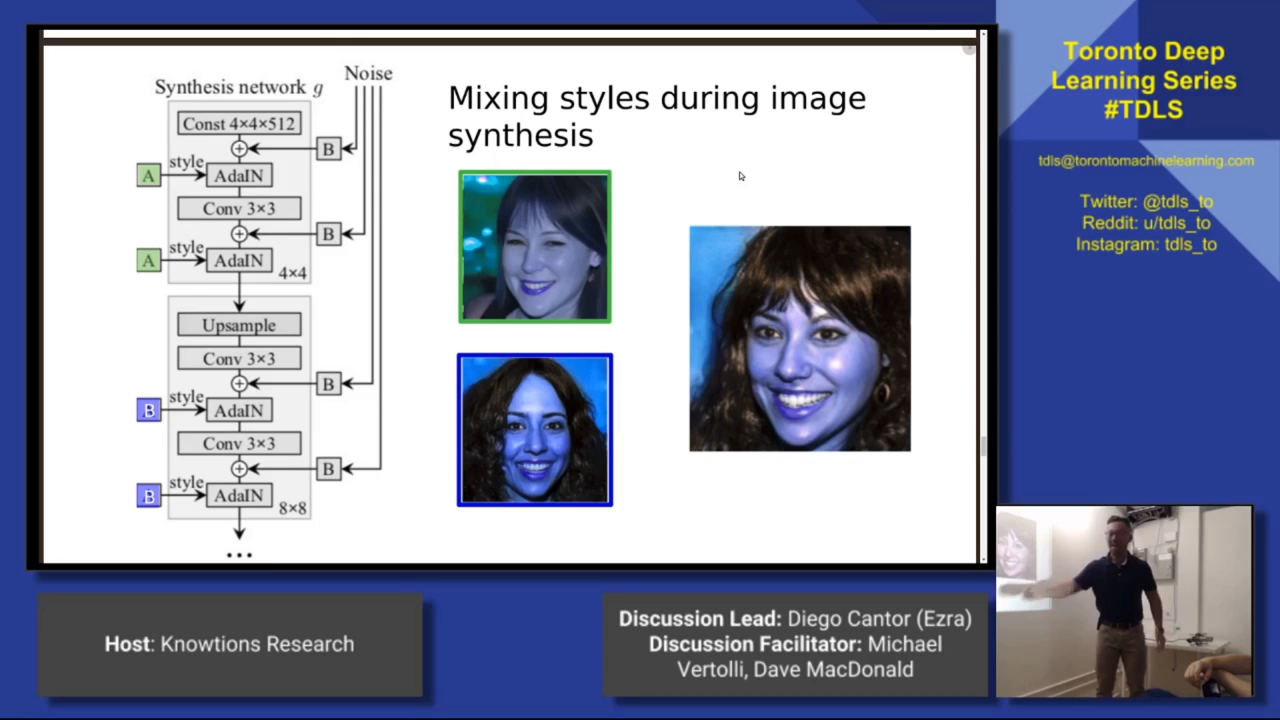 Synthesis network g
Noise
Const 4×4×512
B
style
A
AdaIN
Conv 3×3
B
style
A
AdaIN
4×4
Upsample
Conv 3×3
B
style
B
AdaIN
Conv 3×3
B
style
B
AdaIN
8×8
...
Mixing styles during image
synthesis
Toronto Deep
Learning Series
#TDLS
tdls@torontomachinelearning.com
Twitter: @tdls_to
Reddit: u/tdls_to
Instagram: tdls_to
Host: Knowtions Research
Discussion Lead: Diego Cantor (Ezra)
Discussion Facilitator: Michael
Vertolli, Dave MacDonald